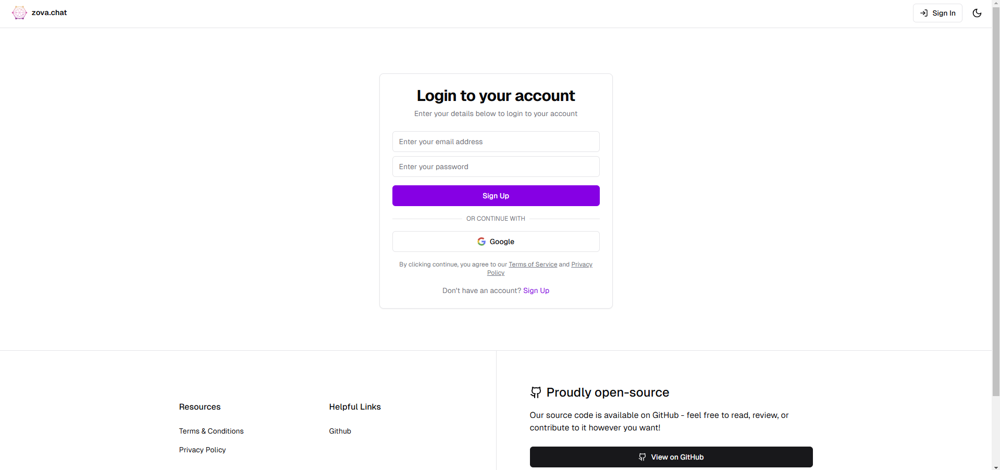 zova.chat
Sign In
Login to your account
Enter your details below to login to your account
Enter your email address
Enter your password
Sign Up
OR CONTINUE WITH
Google
By clicking continue, you agree to our Terms of Service and Privacy
Policy
Don't have an account? Sign Up
Resources
Terms & Conditions
Privacy Policy
Helpful Links
Github
Proudly open-source
Our source code is available on GitHub - feel free to read, review, or
contribute to it however you want!
View on GitHub